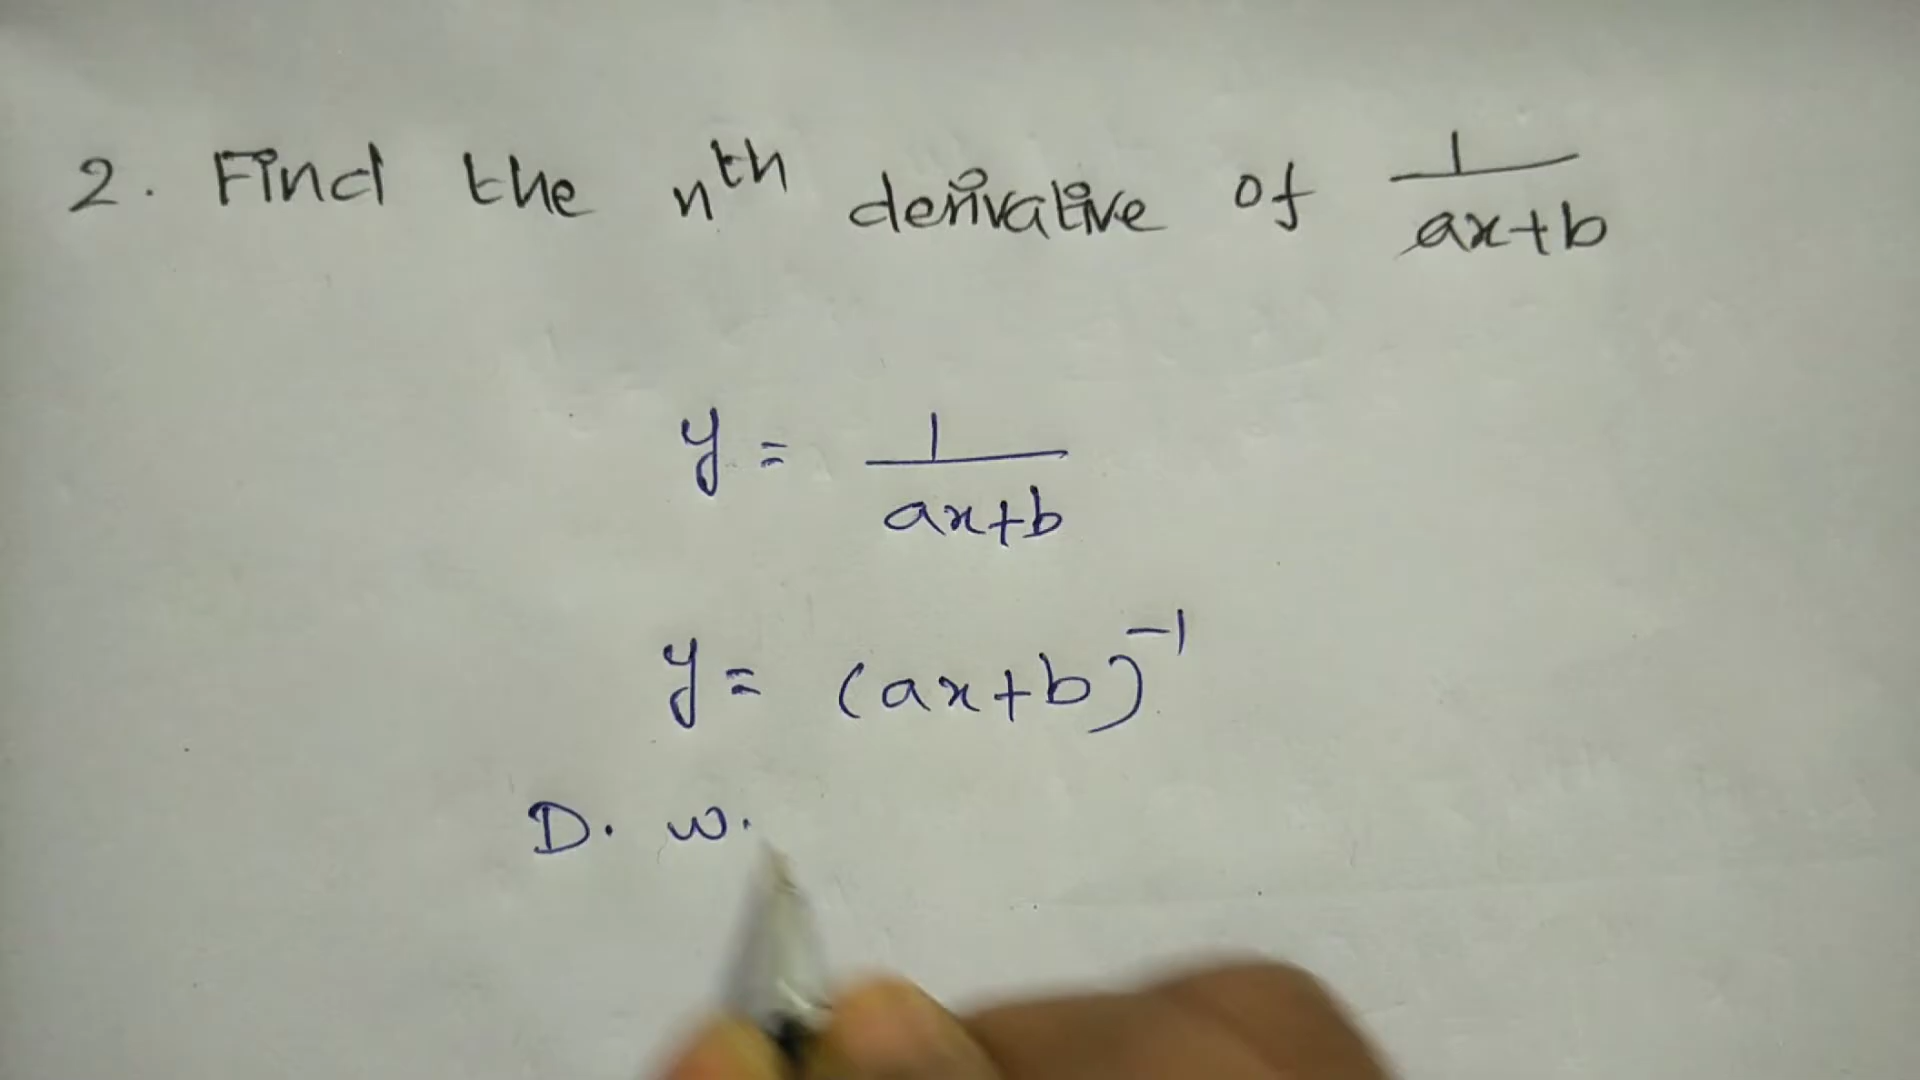 2. Find the nth derivative of 1/(ax+b)
y = 1/(ax+b)
y = (ax+b)^-1
D. w.